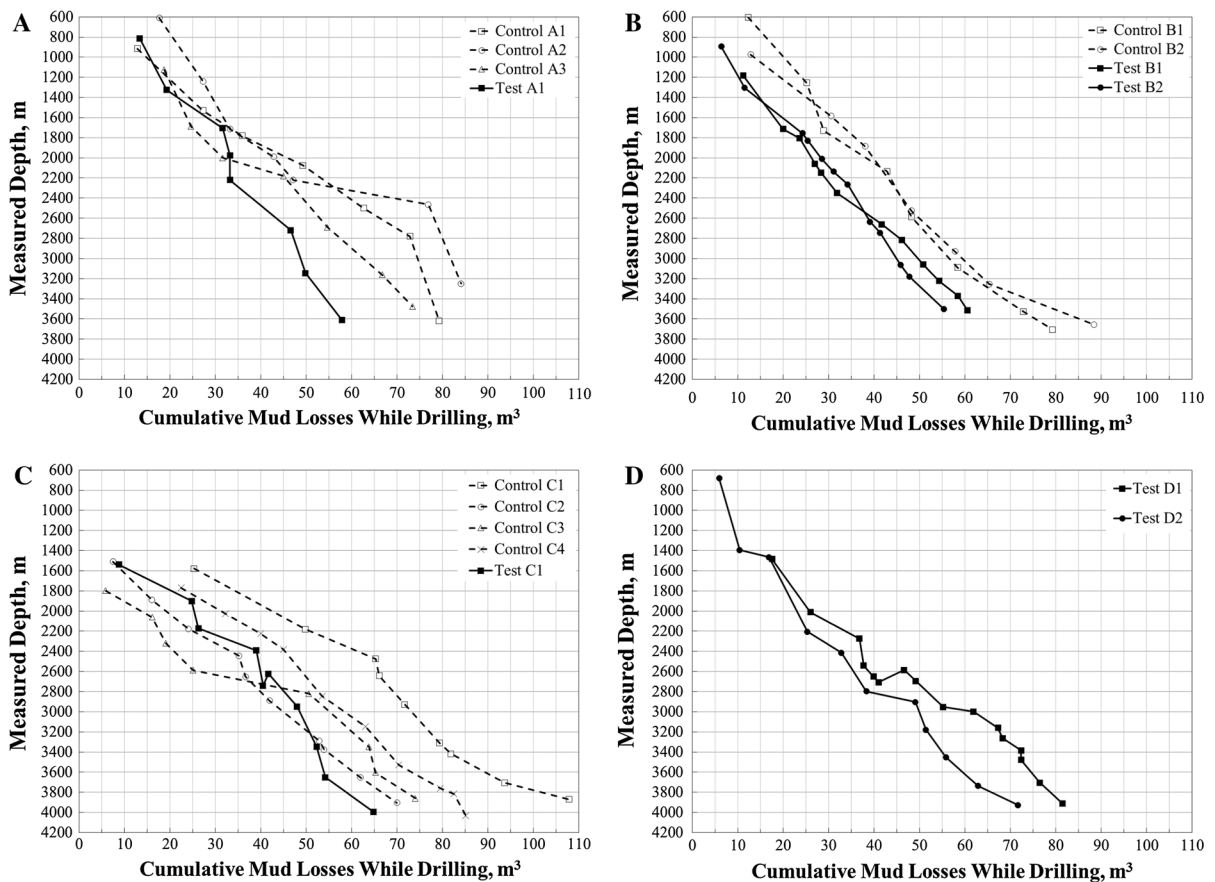 A
Control A1
Control A2
Control A3
Test A1
Measured Depth, m
600
800
1000
1200
1400
1600
1800
2000
2200
2400
2600
2800
3000
3200
3400
3600
3800
4000
4200
0 10 20 30 40 50 60 70 80 90 100 110
Cumulative Mud Losses While Drilling, m³
B
Control B1
Control B2
Test B1
Test B2
Measured Depth, m
600
800
1000
1200
1400
1600
1800
2000
2200
2400
2600
2800
3000
3200
3400
3600
3800
4000
4200
0 10 20 30 40 50 60 70 80 90 100 110
Cumulative Mud Losses While Drilling, m³
C
Control C1
Control C2
Control C3
Control C4
Test C1
Measured Depth, m
600
800
1000
1200
1400
1600
1800
2000
2200
2400
2600
2800
3000
3200
3400
3600
3800
4000
4200
0 10 20 30 40 50 60 70 80 90 100 110
Cumulative Mud Losses While Drilling, m³
D
Test D1
Test D2
Measured Depth, m
600
800
1000
1200
1400
1600
1800
2000
2200
2400
2600
2800
3000
3200
3400
3600
3800
4000
4200
0 10 20 30 40 50 60 70 80 90 100 110
Cumulative Mud Losses While Drilling, m³